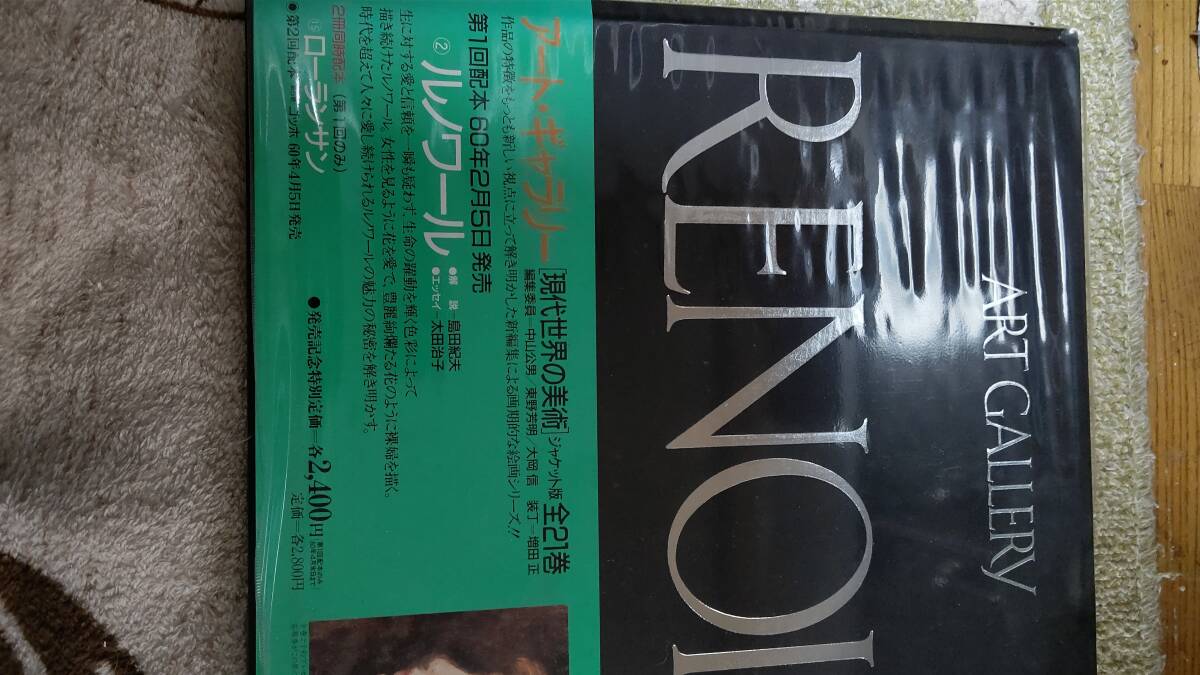 ART GALLERY
RENOI
アート・ギャラリー[現代世界の美術]ジャケット版 全21巻
編集委員─中山公男/東野芳明/大岡信 装丁─増田正
作品の特徴をもっとも新しい視点に立って解き明かした新編集による画期的な絵画シリーズ!!
第1回配本 60年2月5日発売
② ルノワール
●解説─島田紀夫
●エッセイ─太田治子
生に対する愛と信頼を一瞬も疑わず、生命の躍動を輝く色彩によって
描き続けたルノワール。女性を見るように花を愛で、豊麗絢爛たる花のように裸婦を描く。
時代を超えて人々に愛し続けられるルノワールの魅力の秘密を解き明かす。
2冊同時配本(第1回のみ)
⑮ ローランサン
●第2回配本 ゴッホ 60年4月5日発売
●発売記念特別定価=各2,400円
定価=各2,800円